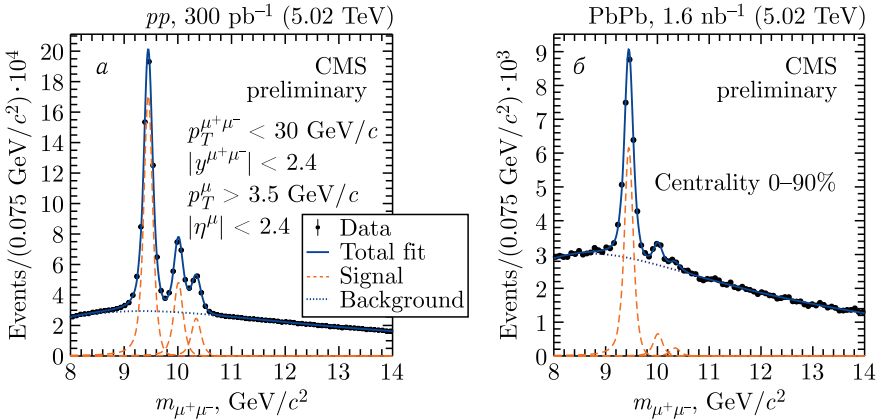 pp, 300 pb⁻¹ (5.02 TeV)
Events/(0.075 GeV/c²)·10⁴
20
18
16
14
12
10
8
6
4
2
0
а
CMS
preliminary
p_T^{μ⁺μ⁻} < 30 GeV/c
|y^{μ⁺μ⁻}| < 2.4
p_T^μ > 3.5 GeV/c
|η^μ| < 2.4
Data
Total fit
Signal
Background
8 9 10 11 12 13 14
m_{μ⁺μ⁻}, GeV/c²
PbPb, 1.6 nb⁻¹ (5.02 TeV)
Events/(0.075 GeV/c²)·10³
9
8
7
6
5
4
3
2
1
0
б
CMS
preliminary
Centrality 0–90%
8 9 10 11 12 13 14
m_{μ⁺μ⁻}, GeV/c²